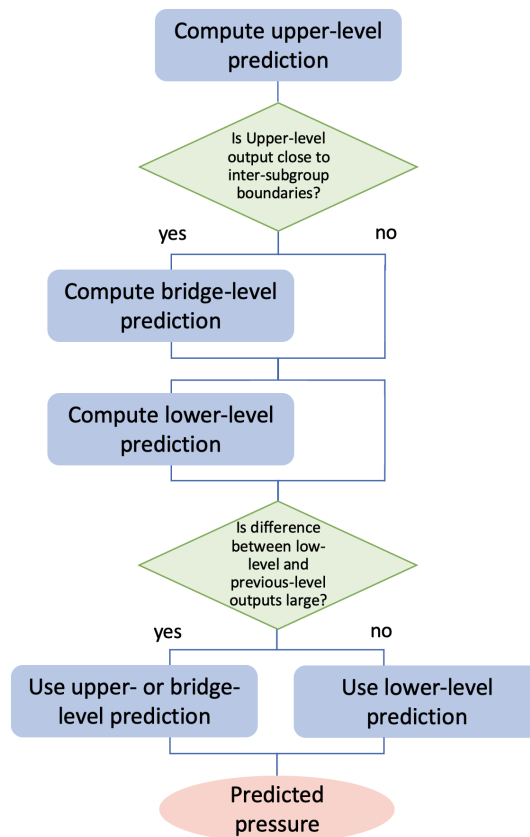 Compute upper-level
prediction
Is Upper-level
output close to
inter-subgroup
boundaries?
yes
no
Compute bridge-level
prediction
Compute lower-level
prediction
Is difference
between low-
level and
previous-level
outputs large?
yes
no
Use upper- or bridge-
level prediction
Use lower-level
prediction
Predicted
pressure